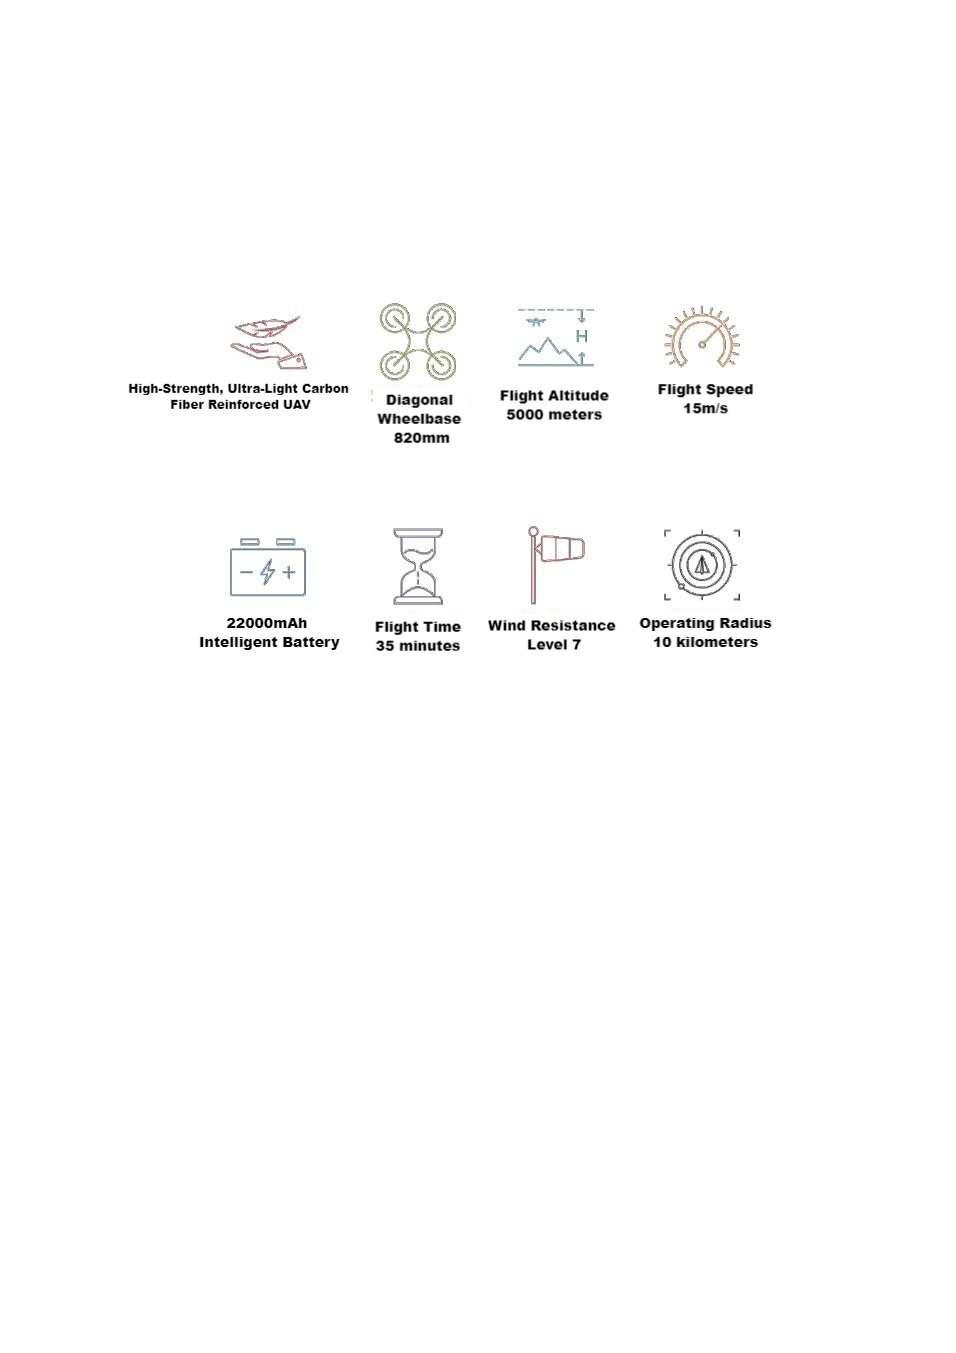 High-Strength, Ultra-Light Carbon
Fiber Reinforced UAV
Diagonal
Wheelbase
820mm
H
Flight Altitude
5000 meters
Flight Speed
15m/s
22000mAh
Intelligent Battery
Flight Time
35 minutes
Wind Resistance
Level 7
Operating Radius
10 kilometers